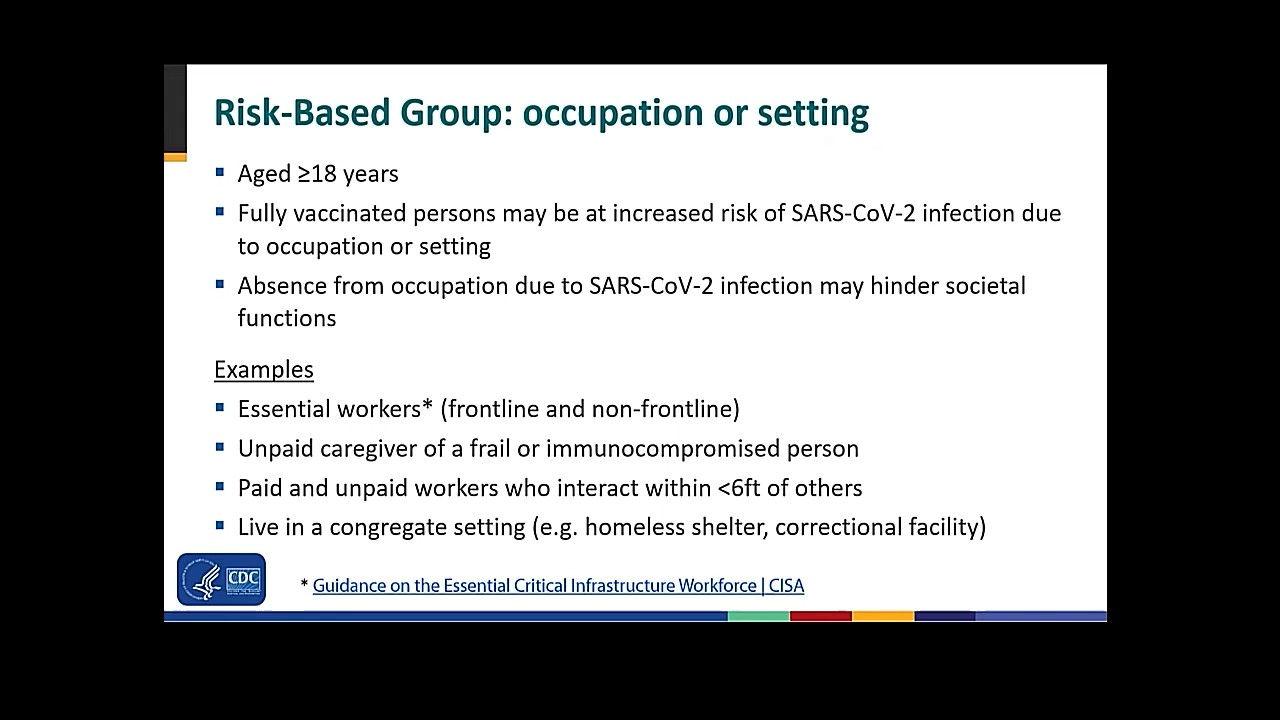 Risk-Based Group: occupation or setting
▪ Aged ≥18 years
▪ Fully vaccinated persons may be at increased risk of SARS-CoV-2 infection due
to occupation or setting
▪ Absence from occupation due to SARS-CoV-2 infection may hinder societal
functions
Examples
▪ Essential workers* (frontline and non-frontline)
▪ Unpaid caregiver of a frail or immunocompromised person
▪ Paid and unpaid workers who interact within <6ft of others
▪ Live in a congregate setting (e.g. homeless shelter, correctional facility)
CDC
* Guidance on the Essential Critical Infrastructure Workforce | CISA